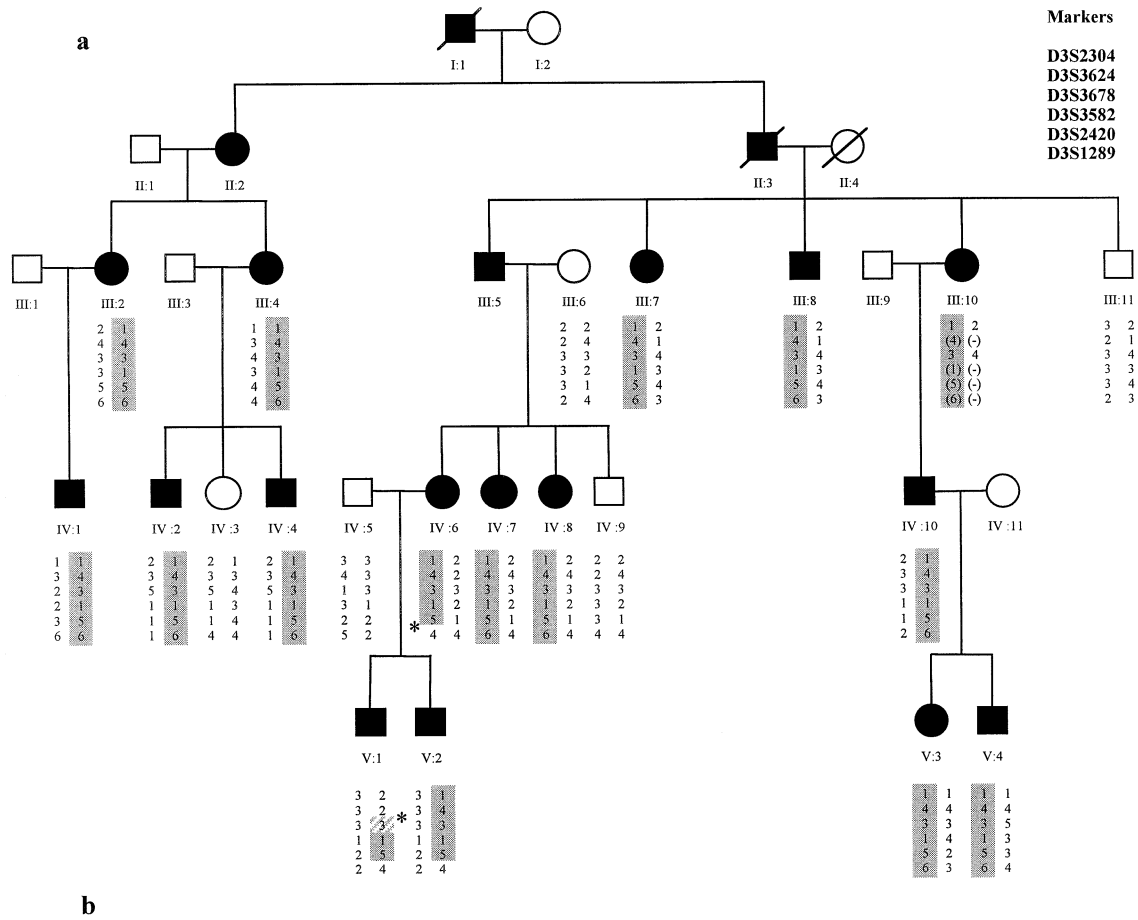 a
Markers
D3S2304
D3S3624
D3S3678
D3S3582
D3S2420
D3S1289
I:1 I:2
II:1 II:2 II:3 II:4
III:1 III:2 III:3 III:4 III:5 III:6 III:7 III:8 III:9 III:10 III:11
2 1 1 1 2 2 1 2 1 2 1 2 3 2
4 4 3 4 2 4 4 1 4 1 (4) (-) 2 1
3 3 4 3 3 3 3 4 3 4 3 4 3 4
3 1 3 1 3 2 1 3 1 3 (1) (-) 3 3
5 5 4 5 3 1 5 4 5 4 (5) (-) 3 4
6 6 4 6 2 4 6 3 6 3 (6) (-) 2 3
IV:1 IV :2 IV :3 IV :4 IV :5 IV :6 IV :7 IV :8 IV :9 IV :10 IV :11
1 1 2 1 2 1 2 1 3 3 1 2 1 2 1 2 2 2 2 1
3 4 3 4 3 3 3 4 4 3 4 2 4 4 4 4 2 4 3 4
2 3 5 3 5 4 5 3 1 3 3 3 3 3 3 3 3 3 3 3
2 1 1 1 1 3 1 1 3 1 1 2 1 2 1 2 3 2 1 1
3 5 1 5 1 4 1 5 2 2 5 1 5 1 5 1 3 1 1 5
6 6 1 6 4 4 1 6 5 2 * 4 4 6 4 6 4 4 4 2 6
V:1 V:2 V:3 V:4
3 2 3 1 1 1 1 1
3 2 3 4 4 4 4 4
3 3 * 3 3 3 3 3 5
1 1 1 1 1 4 1 3
2 5 2 5 5 2 5 3
2 4 2 4 6 3 6 4
b